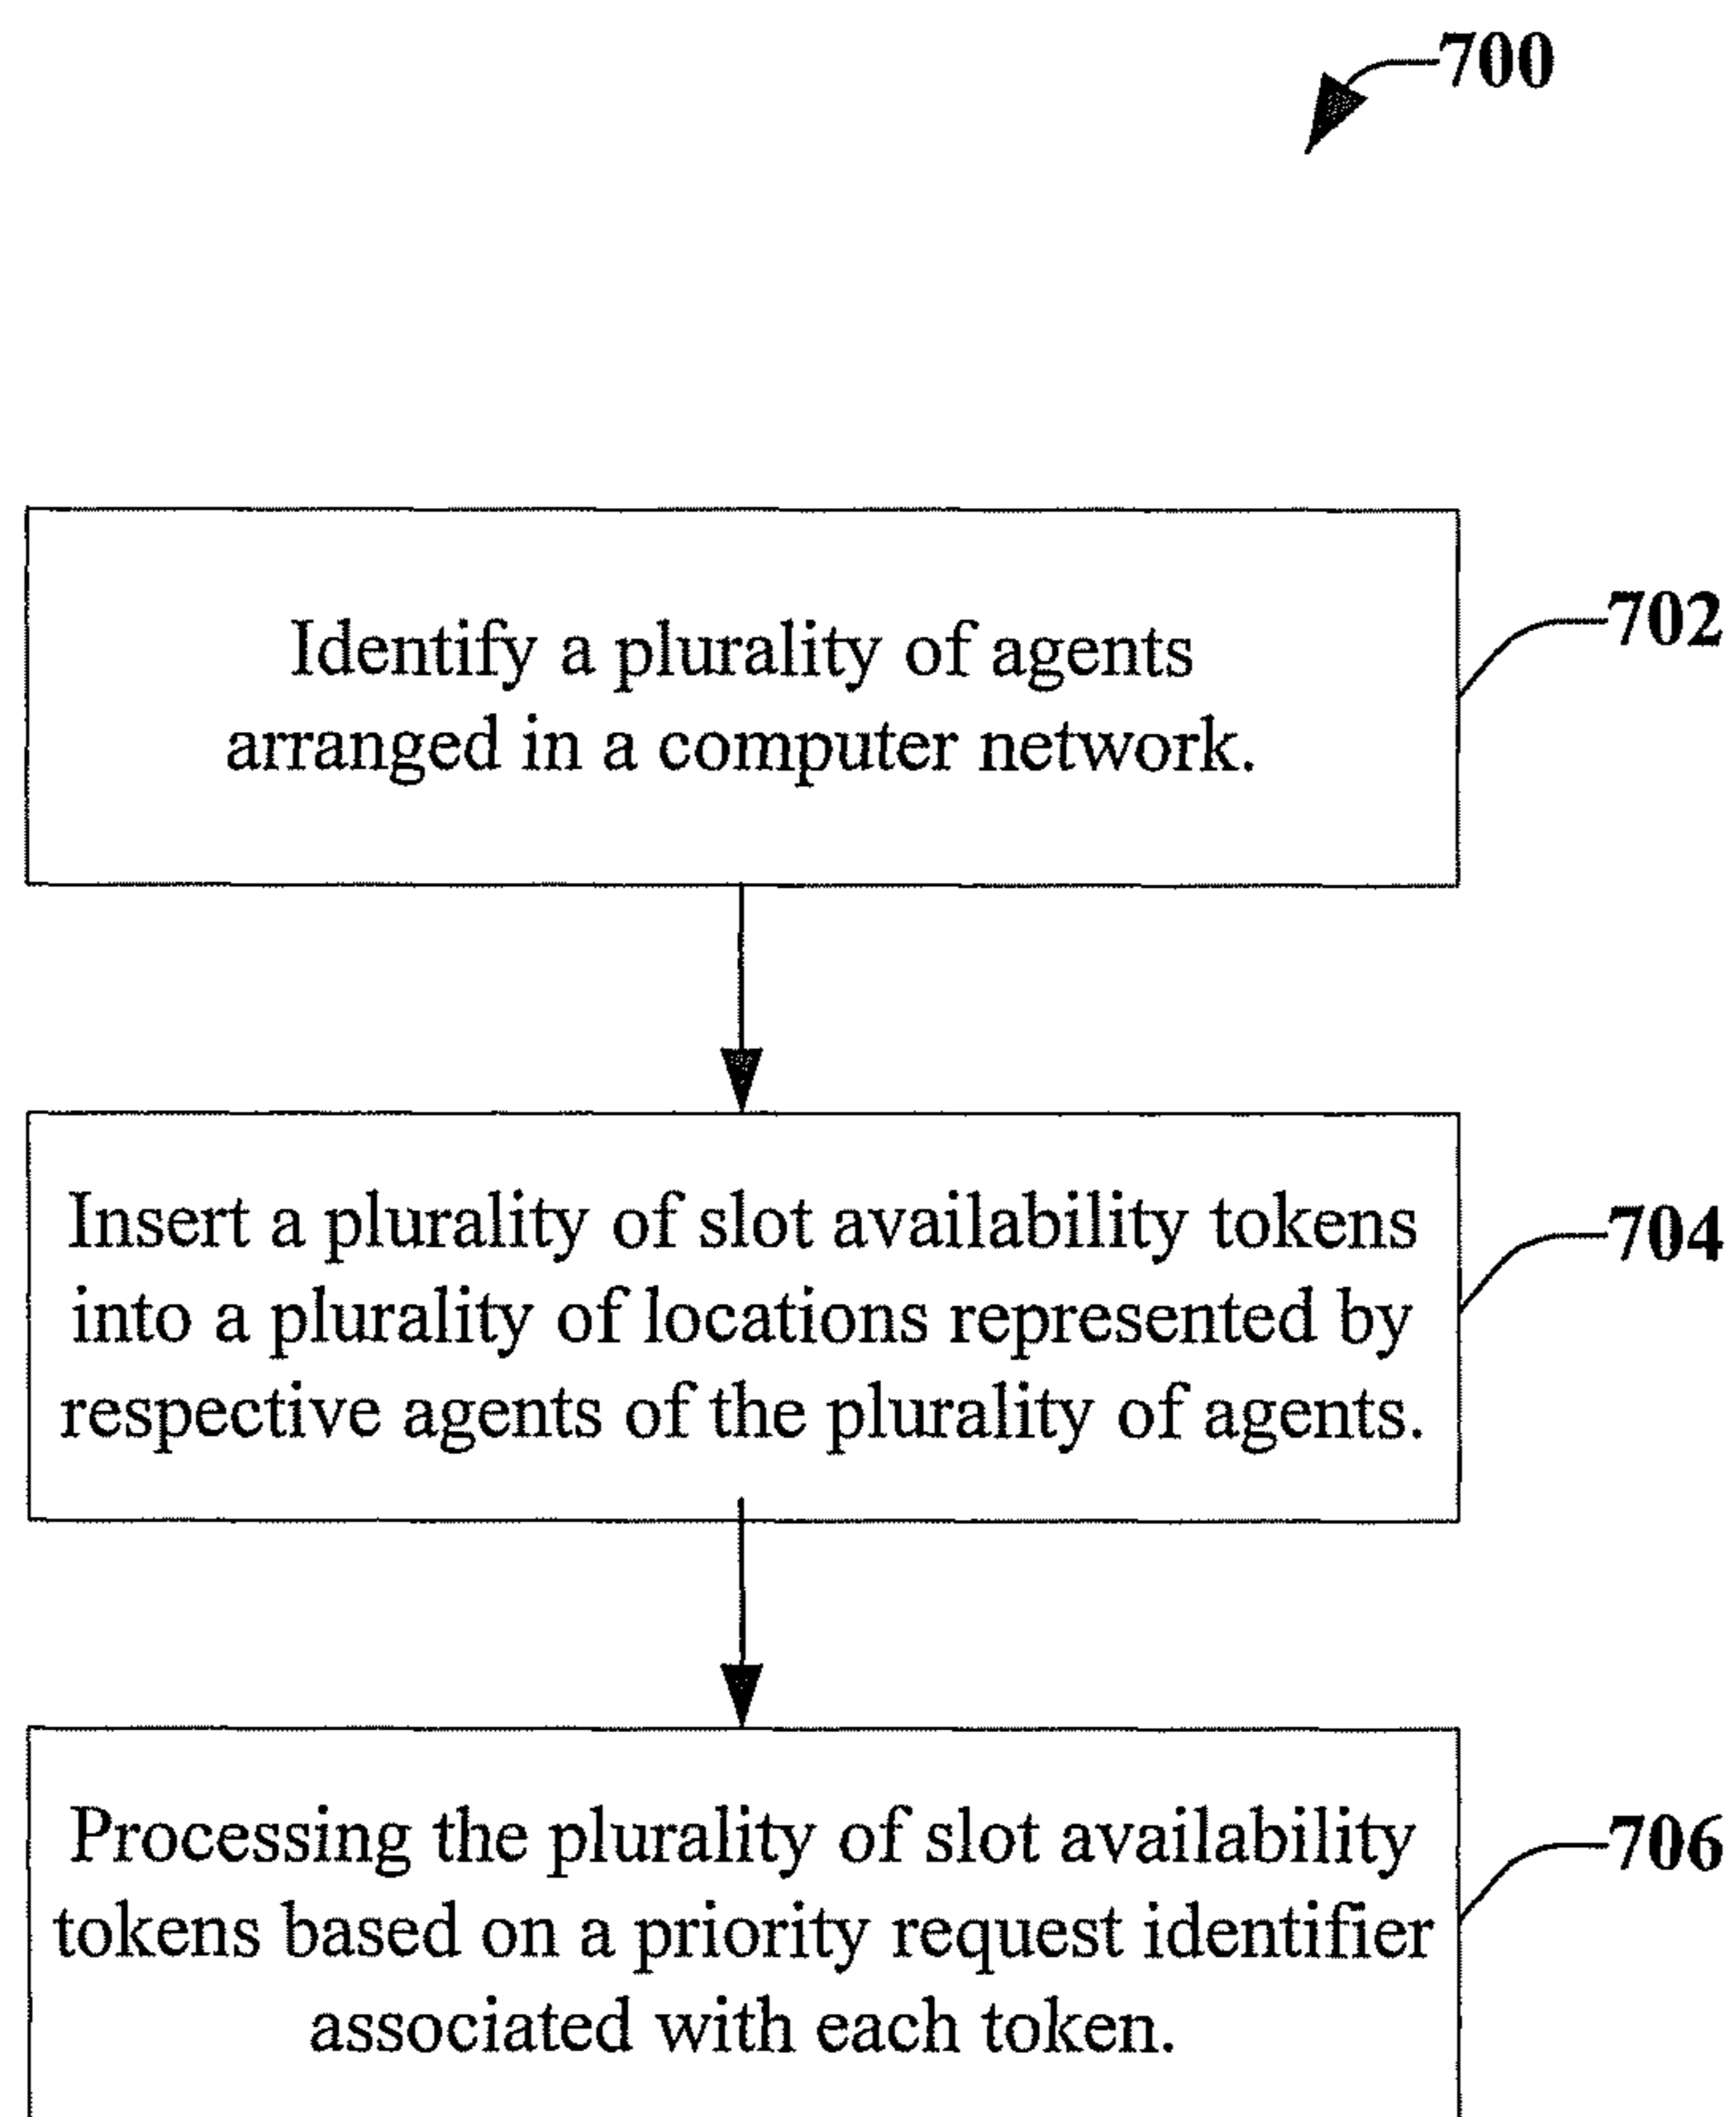 700
Identify a plurality of agents
arranged in a computer network.
702
Insert a plurality of slot availability tokens
into a plurality of locations represented by
respective agents of the plurality of agents.
704
Processing the plurality of slot availability
tokens based on a priority request identifier
associated with each token.
706